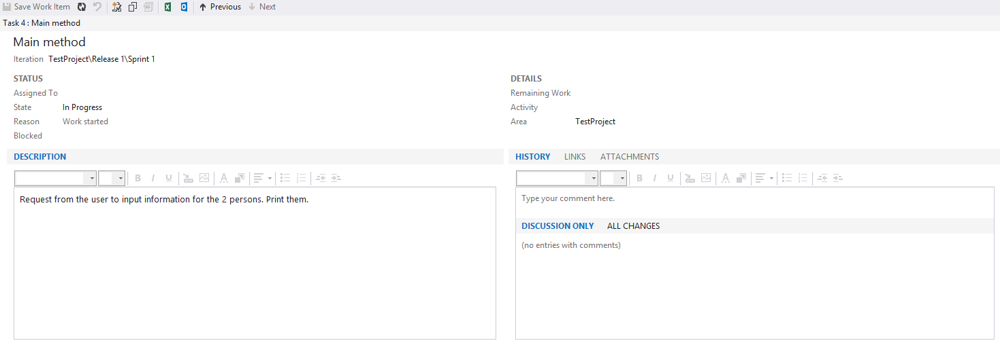 Save Work Item Previous Next
Task 4 : Main method
Main method
Iteration TestProject\Release 1\Sprint 1
STATUS
Assigned To
State In Progress
Reason Work started
Blocked
DETAILS
Remaining Work
Activity
Area TestProject
DESCRIPTION
B I U
Request from the user to input information for the 2 persons. Print them.
HISTORY LINKS ATTACHMENTS
B I U
Type your comment here.
DISCUSSION ONLY ALL CHANGES
(no entries with comments)